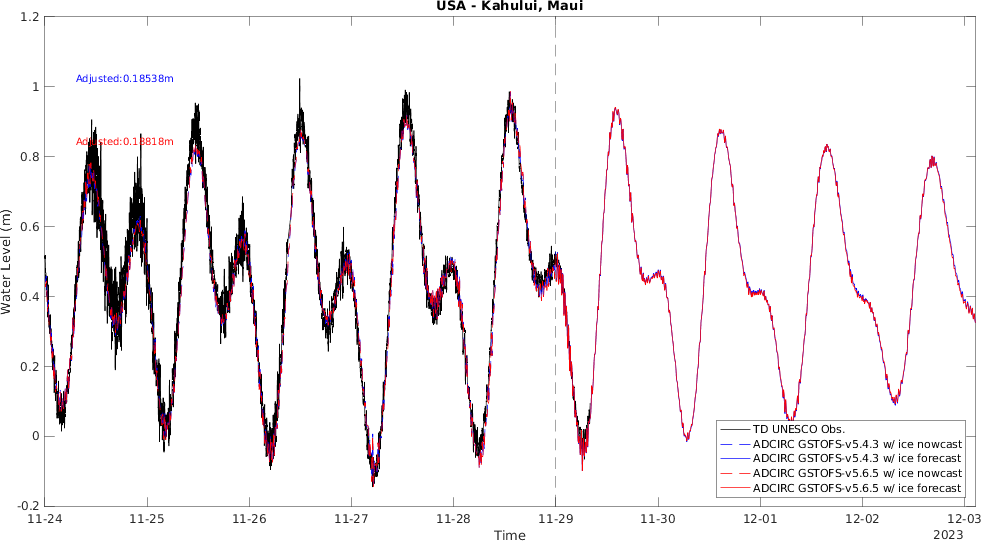 USA - Kahului, Maui
1.2
1
0.8
0.6
0.4
0.2
0
-0.2
Water Level (m)
Adjusted:0.18538m
Adjusted:0.18818m
TD UNESCO Obs.
ADCIRC GSTOFS-v5.4.3 w/ ice nowcast
ADCIRC GSTOFS-v5.4.3 w/ ice forecast
ADCIRC GSTOFS-v5.6.5 w/ ice nowcast
ADCIRC GSTOFS-v5.6.5 w/ ice forecast
11-24 11-25 11-26 11-27 11-28 11-29 11-30 12-01 12-02 12-03
Time
2023